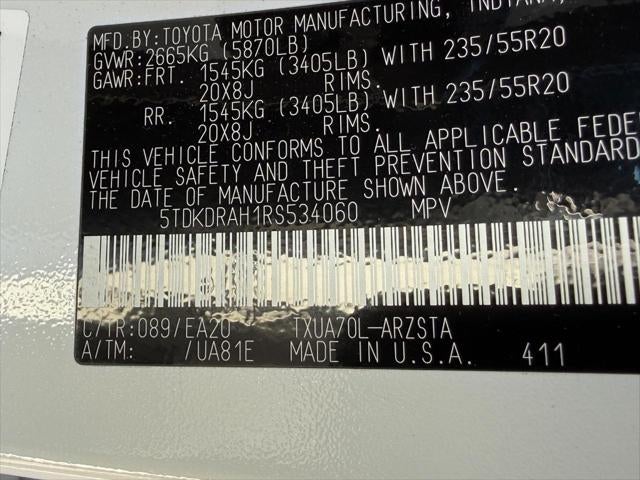 MFD.BY:TOYOTA MOTOR MANUFACTURING, INDIANA,
GVWR:2665KG (5870LB)
GAWR:FRT. 1545KG (3405LB) WITH 235/55R20
20X8J RIMS.
RR. 1545KG (3405LB) WITH 235/55R20
20X8J RIMS.
THIS VEHICLE CONFORMS TO ALL APPLICABLE FEDE
VEHICLE SAFETY AND THEFT PREVENTION STANDARD
THE DATE OF MANUFACTURE SHOWN ABOVE.
5TDKDRAH1RS534060 MPV
C/TR:089/EA20 TXUA70L-ARZSTA
A/TM: /UA81E MADE IN U.S.A. 411